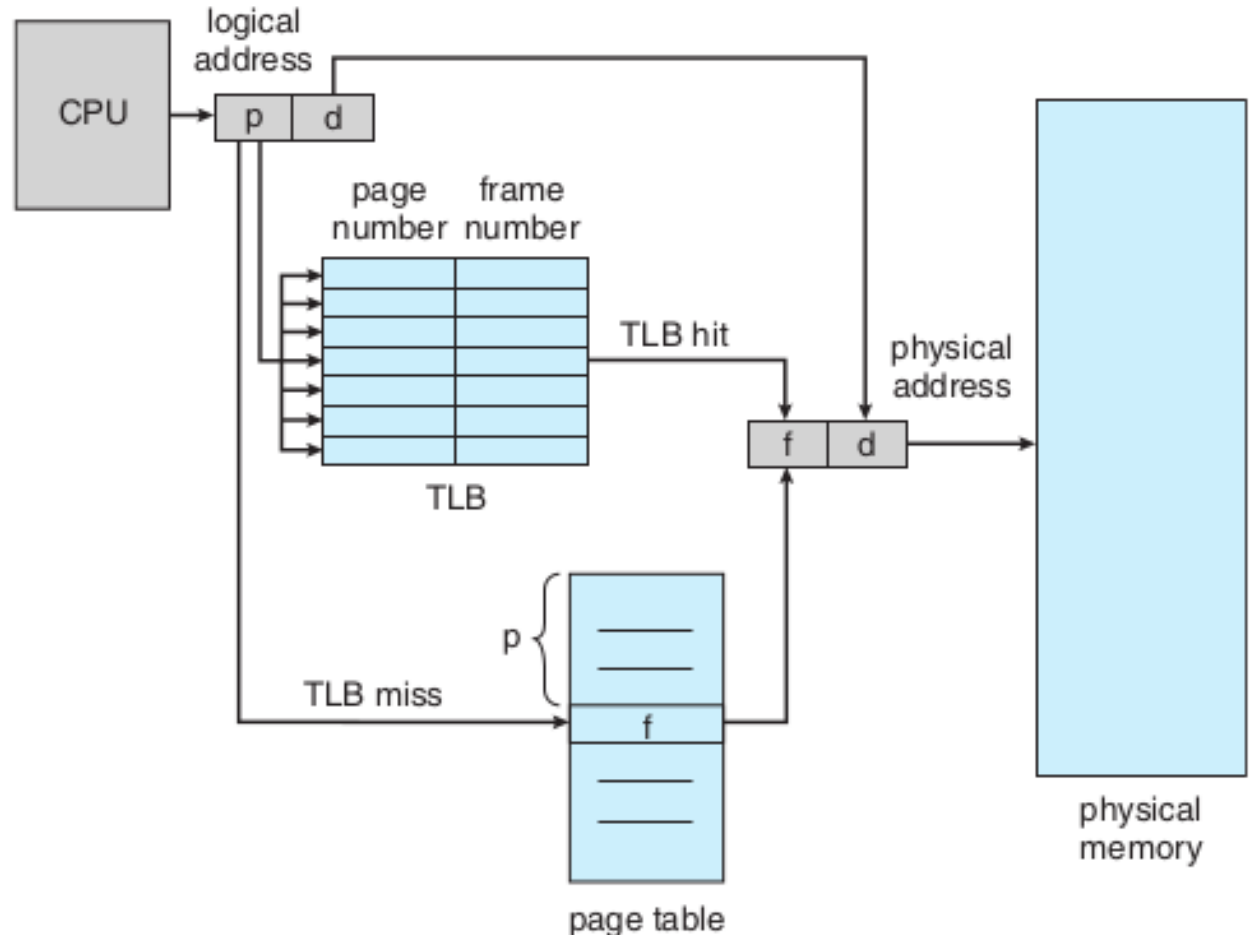 logical
address
CPU
p
d
page
number
frame
number
TLB hit
TLB
physical
address
f
d
p
TLB miss
f
page table
physical
memory